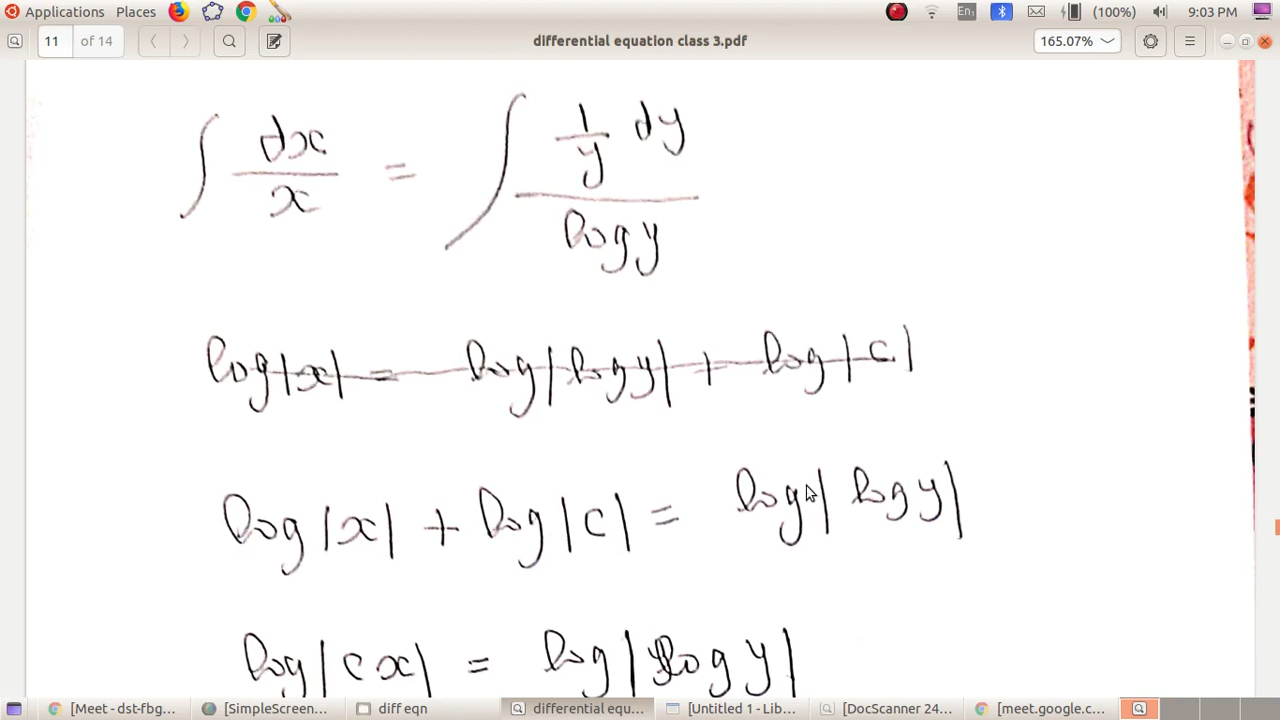 Applications Places En₁ (100%) 9:03 PM
11 of 14 differential equation class 3.pdf 165.07%
∫ dx/x = ∫ (1/y dy)/(log y)
log|x| = log|log y| + log|c|
log|x| + log|c| = log|log y|
log|cx| = log|log y|
[Meet - dst-fbg... [SimpleScreen... diff eqn differential equ... [Untitled 1 - Lib... [DocScanner 24... [meet.google.co...